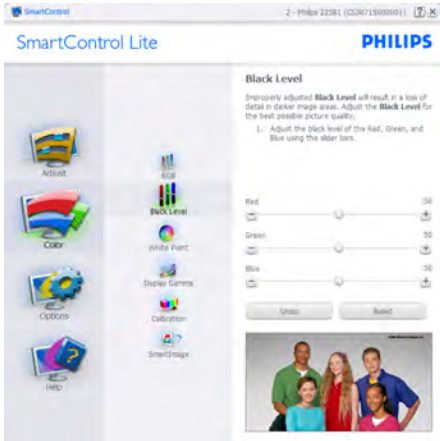 SmartControl
SmartControl Lite
PHILIPS
Adjust
Color
Options
Help
RGB
Black Level
White Point
Display Gamma
Calibration
SmartImage
Black Level
Improperly adjusted Black Level will result in a loss of
detail in darker image areas. Adjust the Black Level for
the best possible picture quality.
1. Adjust the black level of the Red, Green, and
Blue using the slider bars.
Red 50
Green 50
Blue 50
Undo Reset